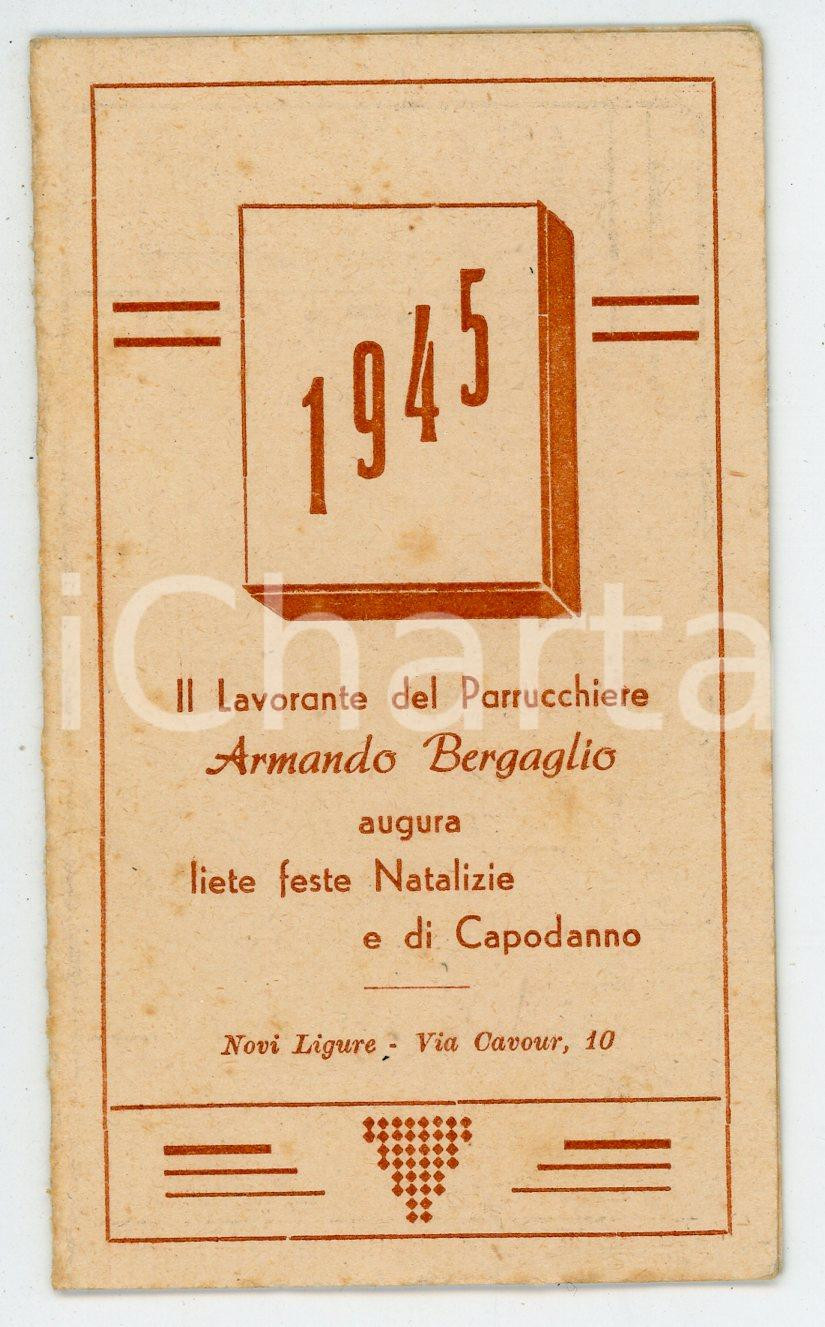 1945
Il Lavorante del Parrucchiere
Armando Bergaglio
augura
liete feste Natalizie
e di Capodanno
Novi Ligure - Via Cavour, 10
iCharta